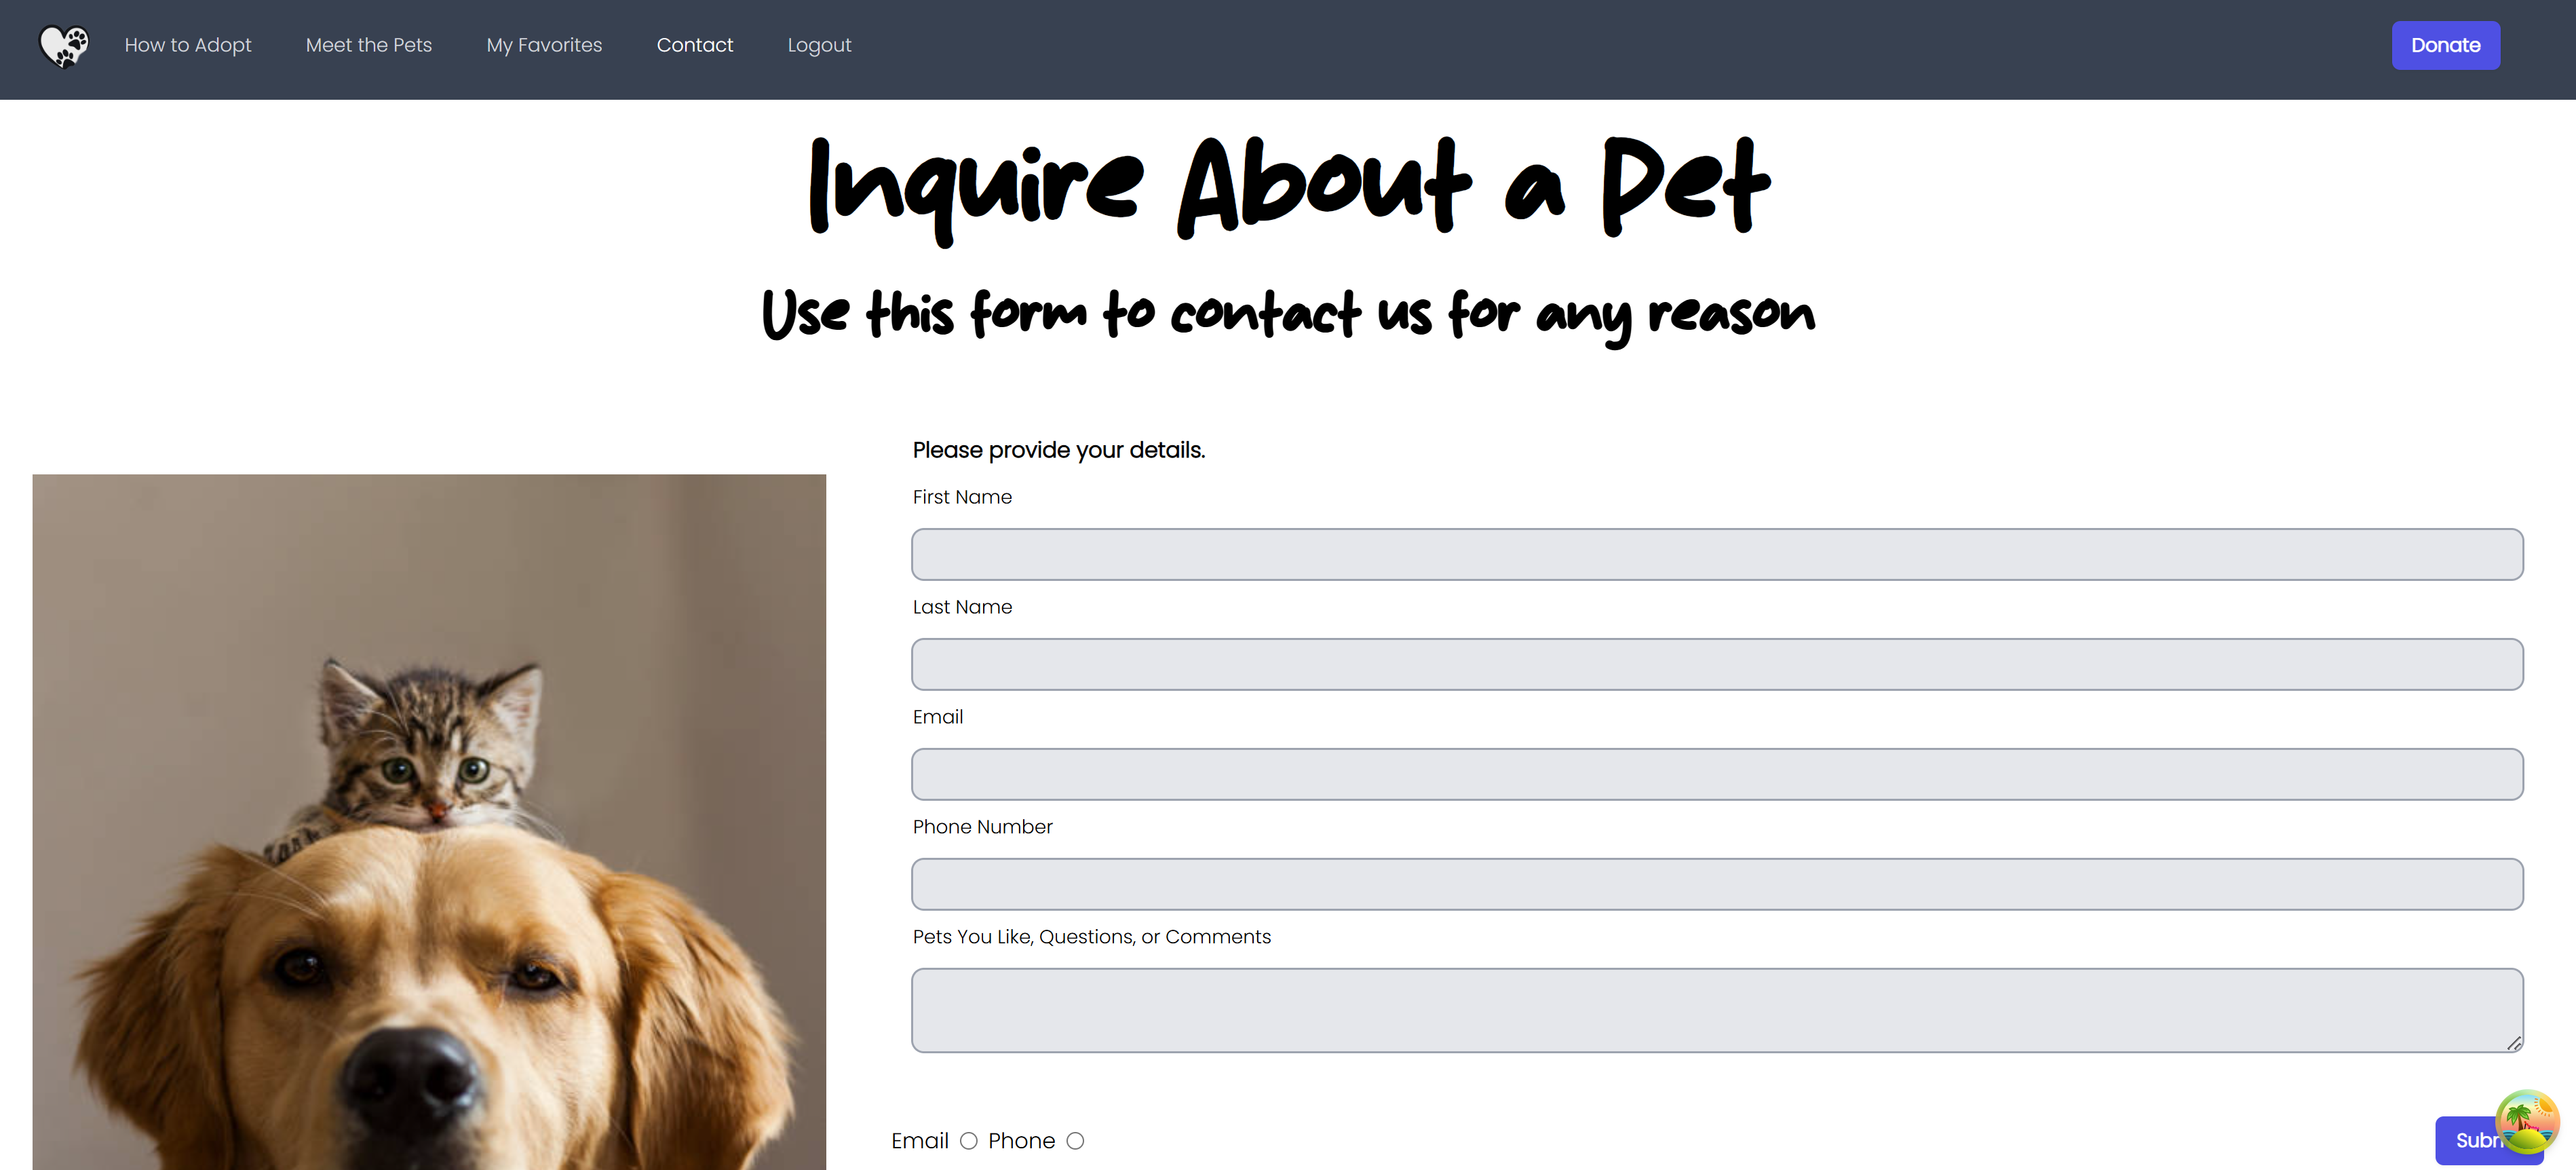 How to Adopt Meet the Pets My Favorites Contact Logout Donate
Inquire About a Pet
Use this form to contact us for any reason
Please provide your details.
First Name
Last Name
Email
Phone Number
Pets You Like, Questions, or Comments
Email Phone